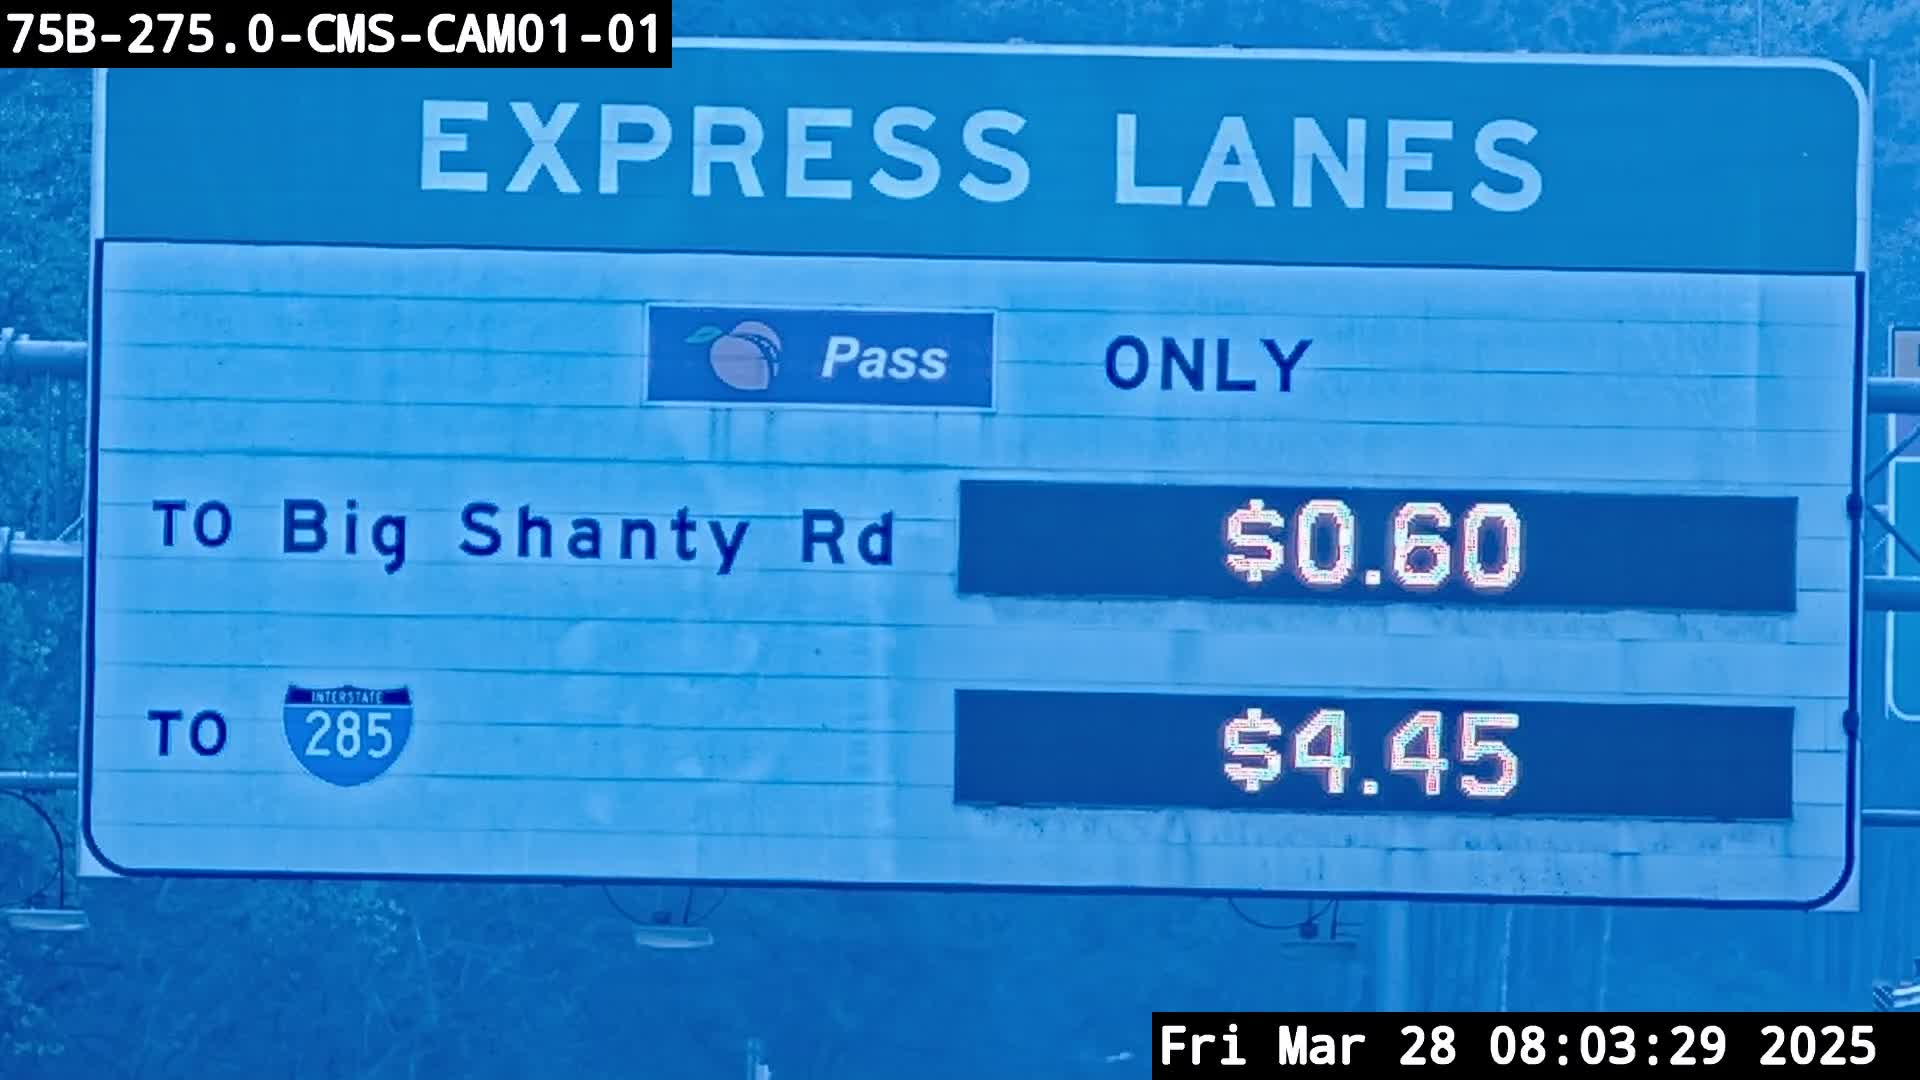 75B-275.0-CMS-CAM01-01
EXPRESS LANES
Pass ONLY
TO Big Shanty Rd $0.60
INTERSTATE
TO 285 $4.45
Fri Mar 28 08:03:29 2025